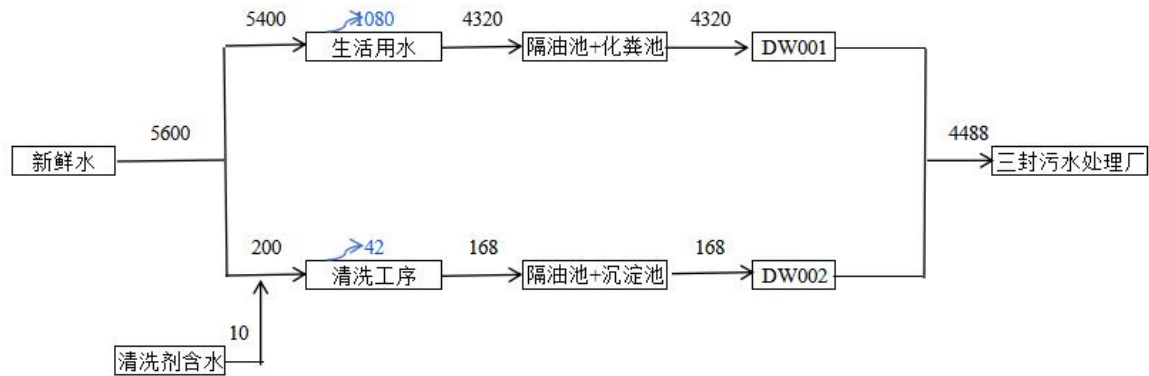 5400
1080
4320
4320
生活用水
隔油池+化粪池
DW001
5600
4488
新鲜水
三封污水处理厂
200
42
168
168
清洗工序
隔油池+沉淀池
DW002
10
清洗剂含水